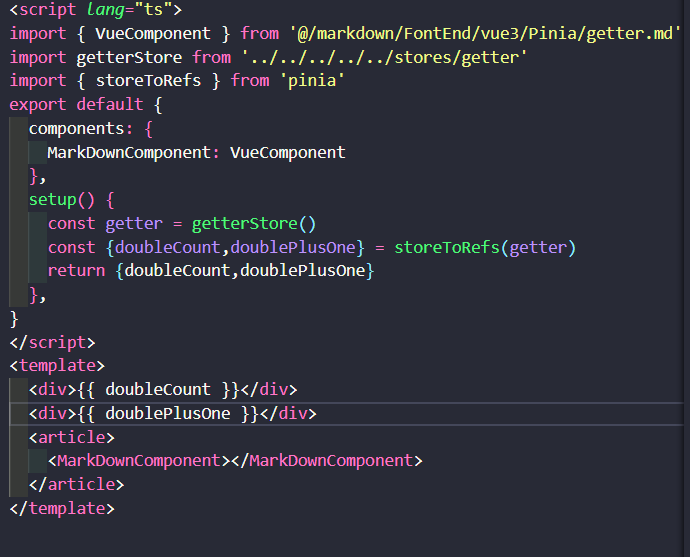 <script lang="ts">
import { VueComponent } from '@/markdown/FontEnd/vue3/Pinia/getter.md'
import getterStore from '../../../../../stores/getter'
import { storeToRefs } from 'pinia'
export default {
  components: {
    MarkDownComponent: VueComponent
  },
  setup() {
    const getter = getterStore()
    const {doubleCount,doublePlusOne} = storeToRefs(getter)
    return {doubleCount,doublePlusOne}
  },
}
</script>
<template>
  <div>{{ doubleCount }}</div>
  <div>{{ doublePlusOne }}</div>
  <article>
    <MarkDownComponent></MarkDownComponent>
  </article>
</template>